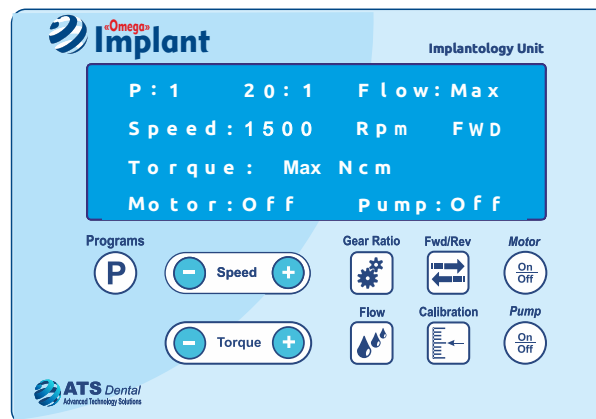 «Omega»
Implant
Implantology Unit
P:1 20:1 Flow:Max
Speed:1500 Rpm FWD
Torque: Max Ncm
Motor:Off Pump:Off
Programs Gear Ratio Fwd/Rev Motor
P − Speed + On/Off
Flow Calibration Pump
− Torque + On/Off
ATS Dental
Advanced Technology Solutions